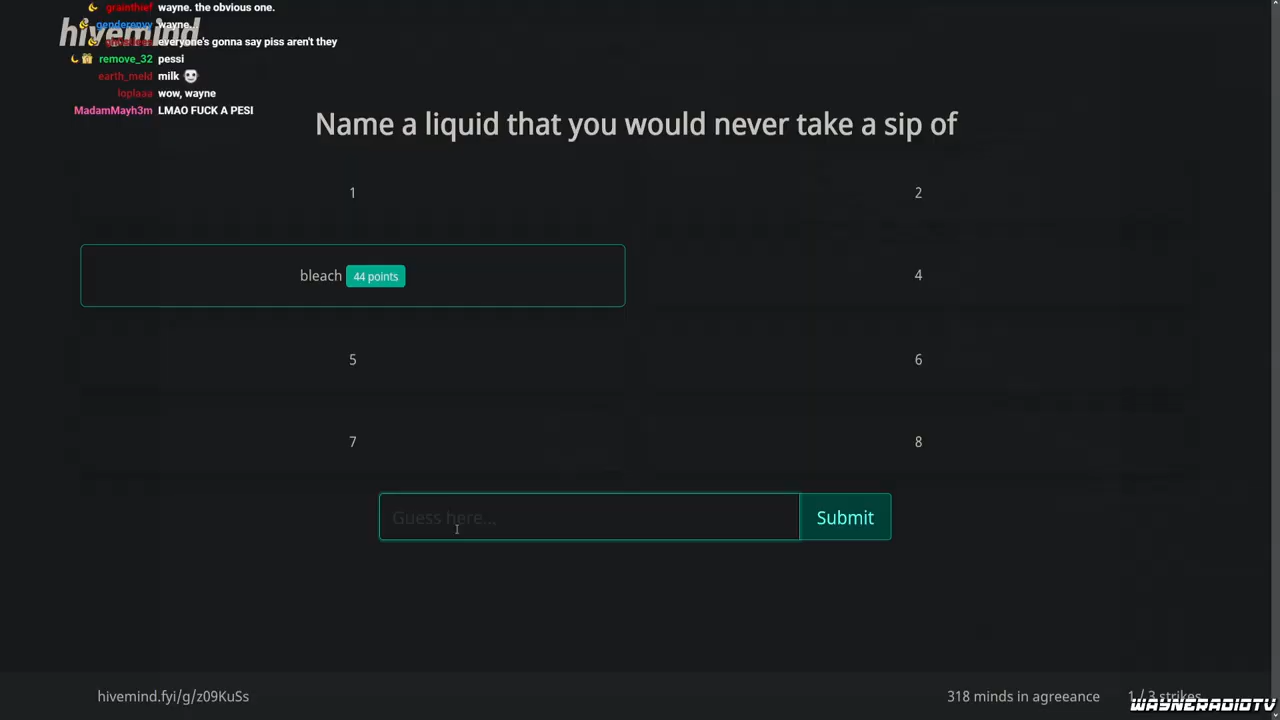 grainthief wayne. the obvious one.
genderenvy wayne..
hivemind
everyone's gonna say piss aren't they
remove_32 pessi
earth_meld milk
loplaaa wow, wayne
MadamMayh3m LMAO FUCK A PESI
Name a liquid that you would never take a sip of
1
2
bleach 44 points
4
5
6
7
8
Guess here...
Submit
hivemind.fyi/g/z09KuSs
318 minds in agreeance
1 / 3 strikes
WAYNERADIOTV